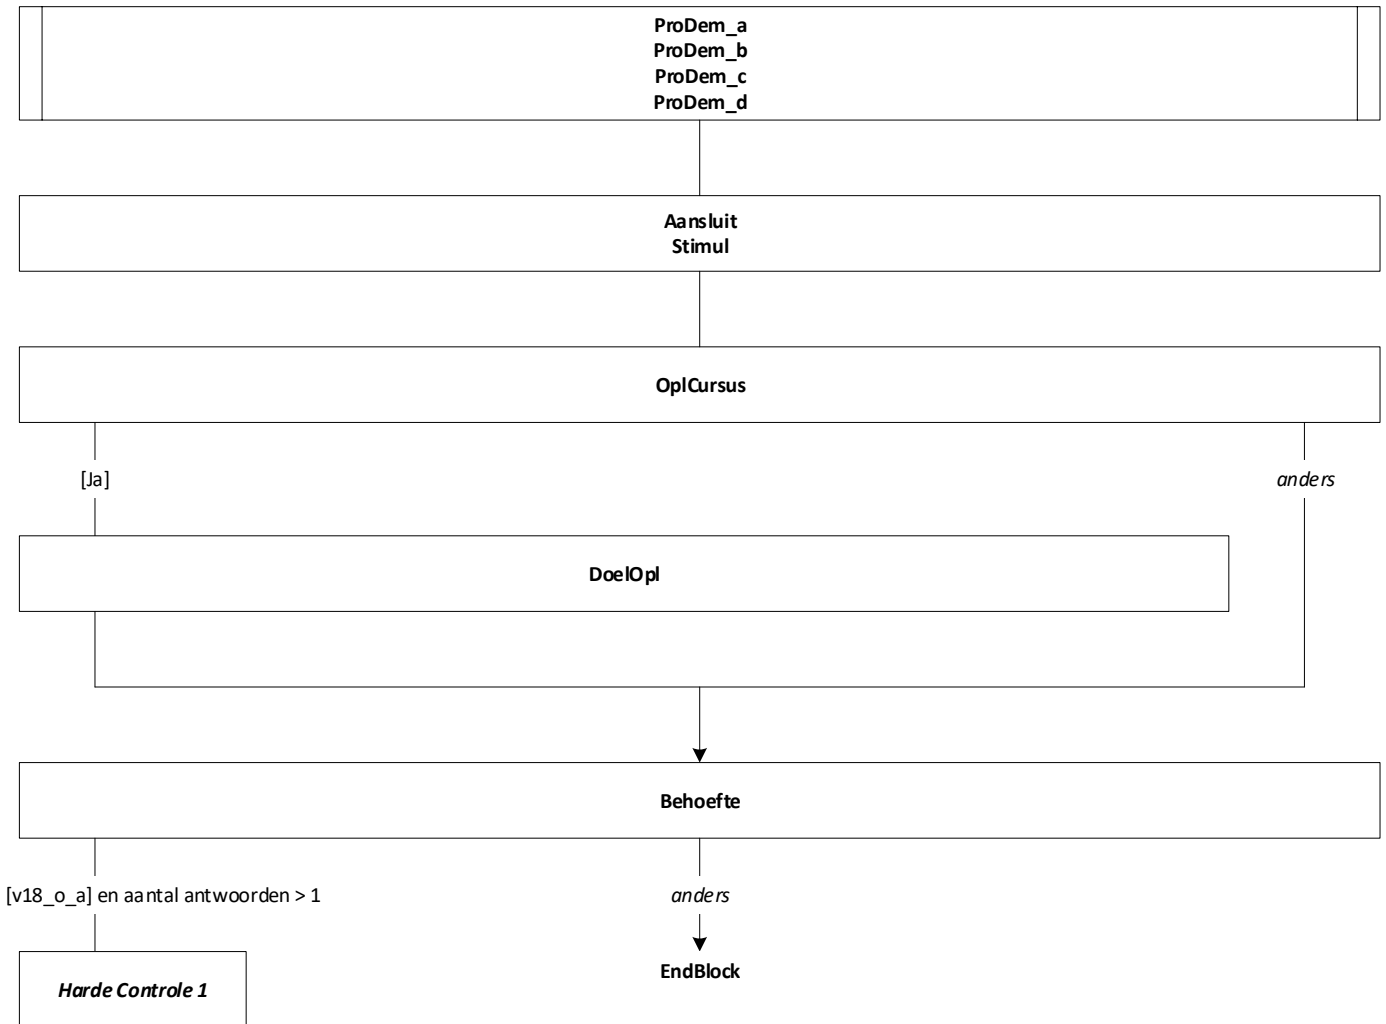 ProDem_a
ProDem_b
ProDem_c
ProDem_d
Aansluit
Stimul
OplCursus
[Ja]
anders
DoelOpl
Behoefte
[v18_o_a] en aantal antwoorden > 1
anders
EndBlock
Harde Controle 1